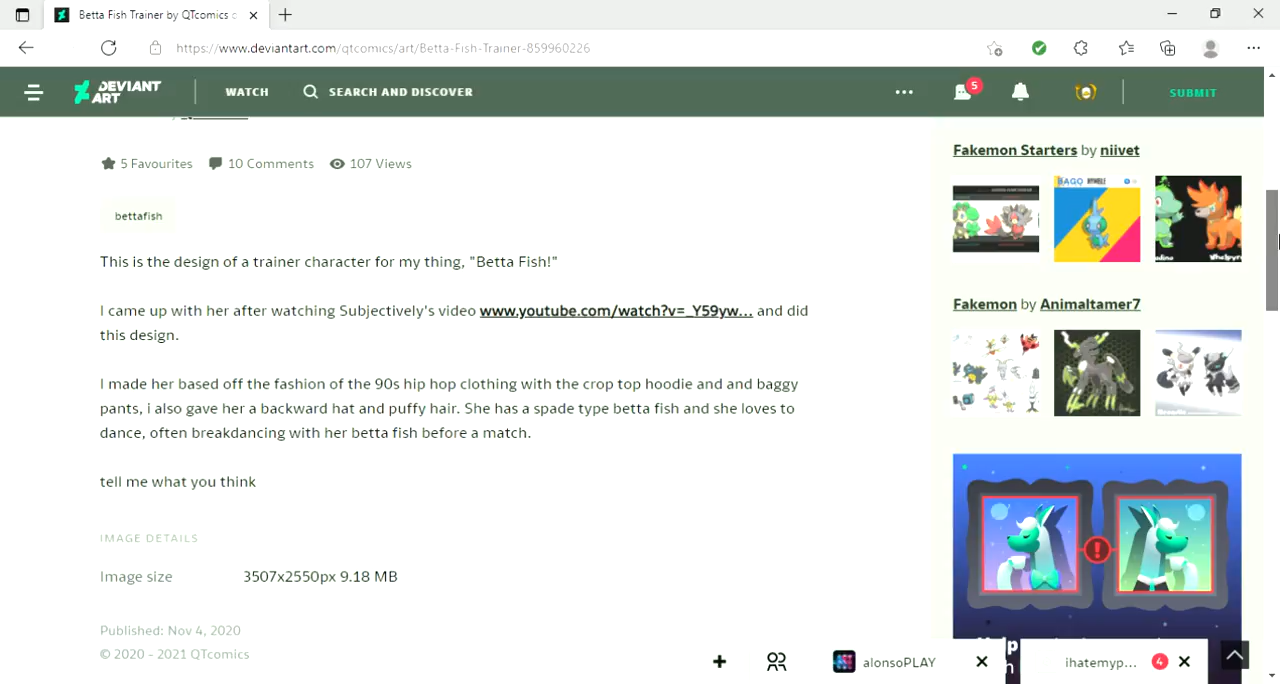 Betta Fish Trainer by QTcomics
https://www.deviantart.com/qtcomics/art/Betta-Fish-Trainer-859960226
DEVIANT
ART
WATCH
SEARCH AND DISCOVER
5
SUBMIT
5 Favourites
10 Comments
107 Views
bettafish
This is the design of a trainer character for my thing, "Betta Fish!"
I came up with her after watching Subjectively's video www.youtube.com/watch?v=_Y59yw... and did
this design.
I made her based off the fashion of the 90s hip hop clothing with the crop top hoodie and and baggy
pants, i also gave her a backward hat and puffy hair. She has a spade type betta fish and she loves to
dance, often breakdancing with her betta fish before a match.
tell me what you think
IMAGE DETAILS
Image size 3507x2550px 9.18 MB
Published: Nov 4, 2020
© 2020 - 2021 QTcomics
Fakemon Starters by niivet
Fakemon by Animaltamer7
alonsoPLAY
ihatemyp...
4